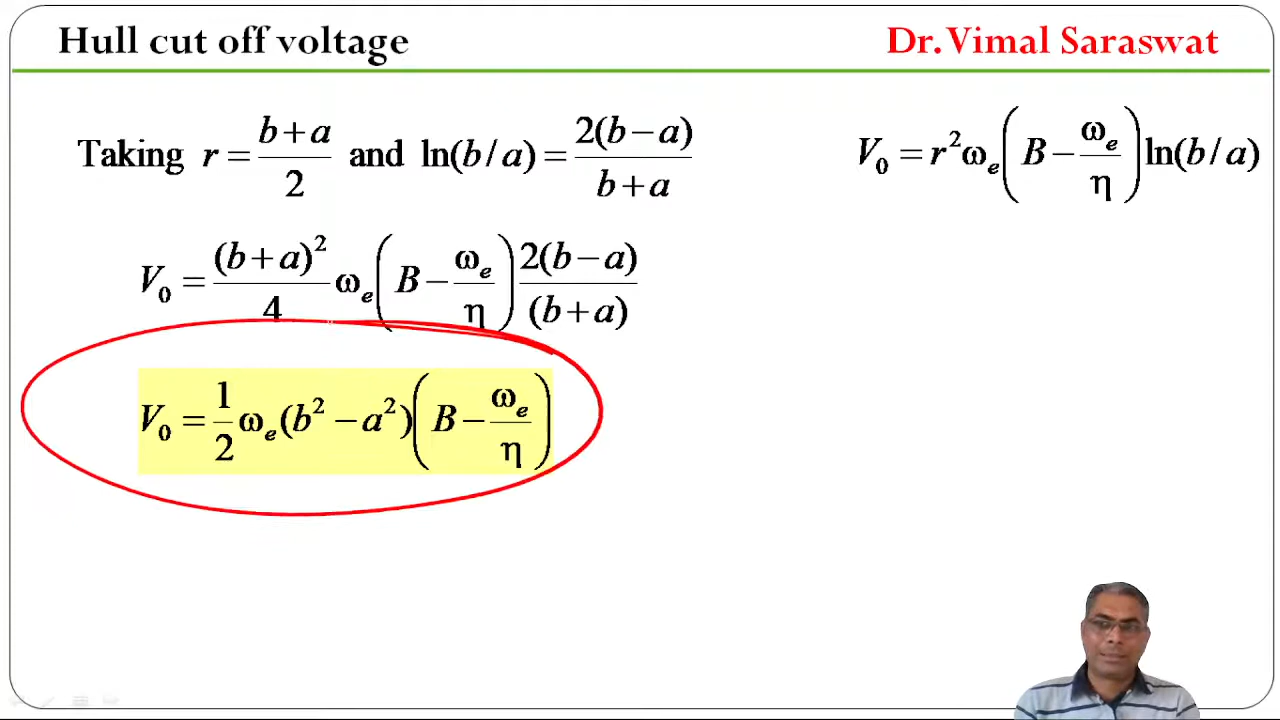 Hull cut off voltage
Dr. Vimal Saraswat
Taking r = (b + a)/2 and ln(b / a) = 2(b − a)/(b + a)
V₀ = r²ωₑ(B − ωₑ/η)ln(b / a)
V₀ = (b + a)²/4 ωₑ(B − ωₑ/η) 2(b − a)/(b + a)
V₀ = 1/2 ωₑ(b² − a²)(B − ωₑ/η)